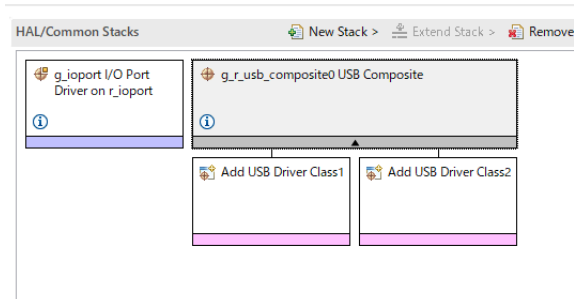 HAL/Common Stacks
New Stack >
Extend Stack >
Remove
g_ioport I/O Port
Driver on r_ioport
g_r_usb_composite0 USB Composite
Add USB Driver Class1
Add USB Driver Class2